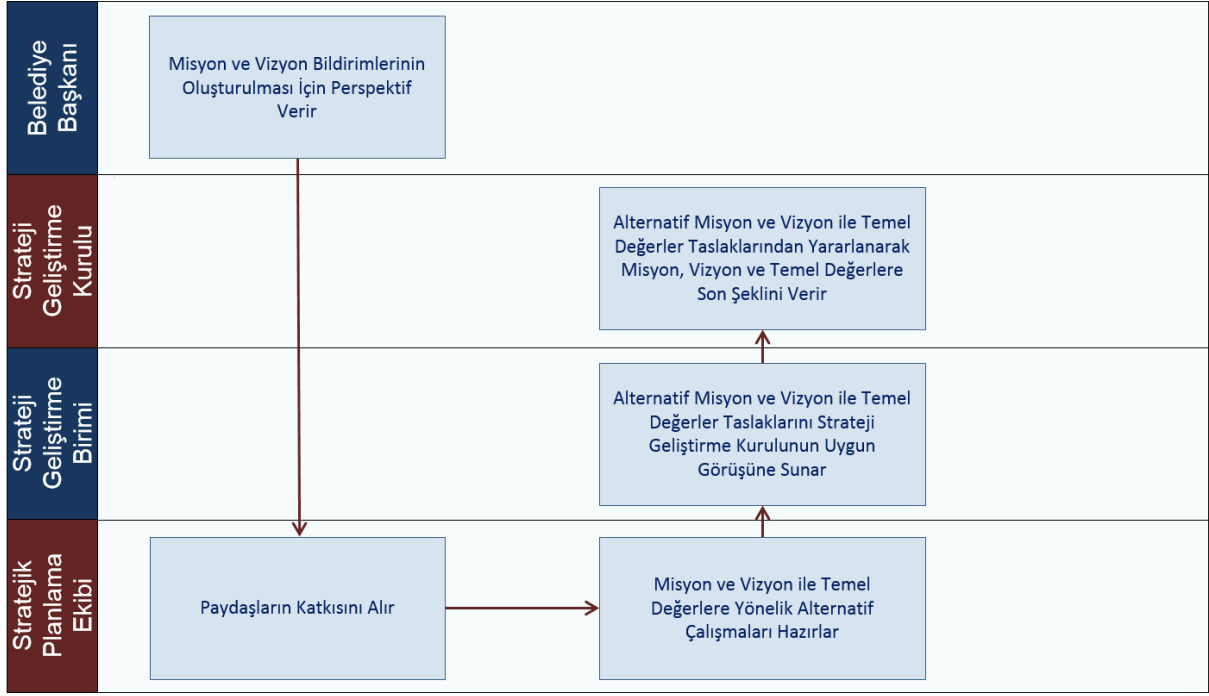 Belediye
Başkanı
Misyon ve Vizyon Bildirimlerinin
Oluşturulması İçin Perspektif
Verir
Strateji
Geliştirme
Kurulu
Alternatif Misyon ve Vizyon ile Temel
Değerler Taslaklarından Yararlanarak
Misyon, Vizyon ve Temel Değerlere
Son Şeklini Verir
Strateji
Geliştirme
Birimi
Alternatif Misyon ve Vizyon ile Temel
Değerler Taslaklarını Strateji
Geliştirme Kurulunun Uygun
Görüşüne Sunar
Stratejik
Planlama
Ekibi
Paydaşların Katkısını Alır
Misyon ve Vizyon ile Temel
Değerlere Yönelik Alternatif
Çalışmaları Hazırlar